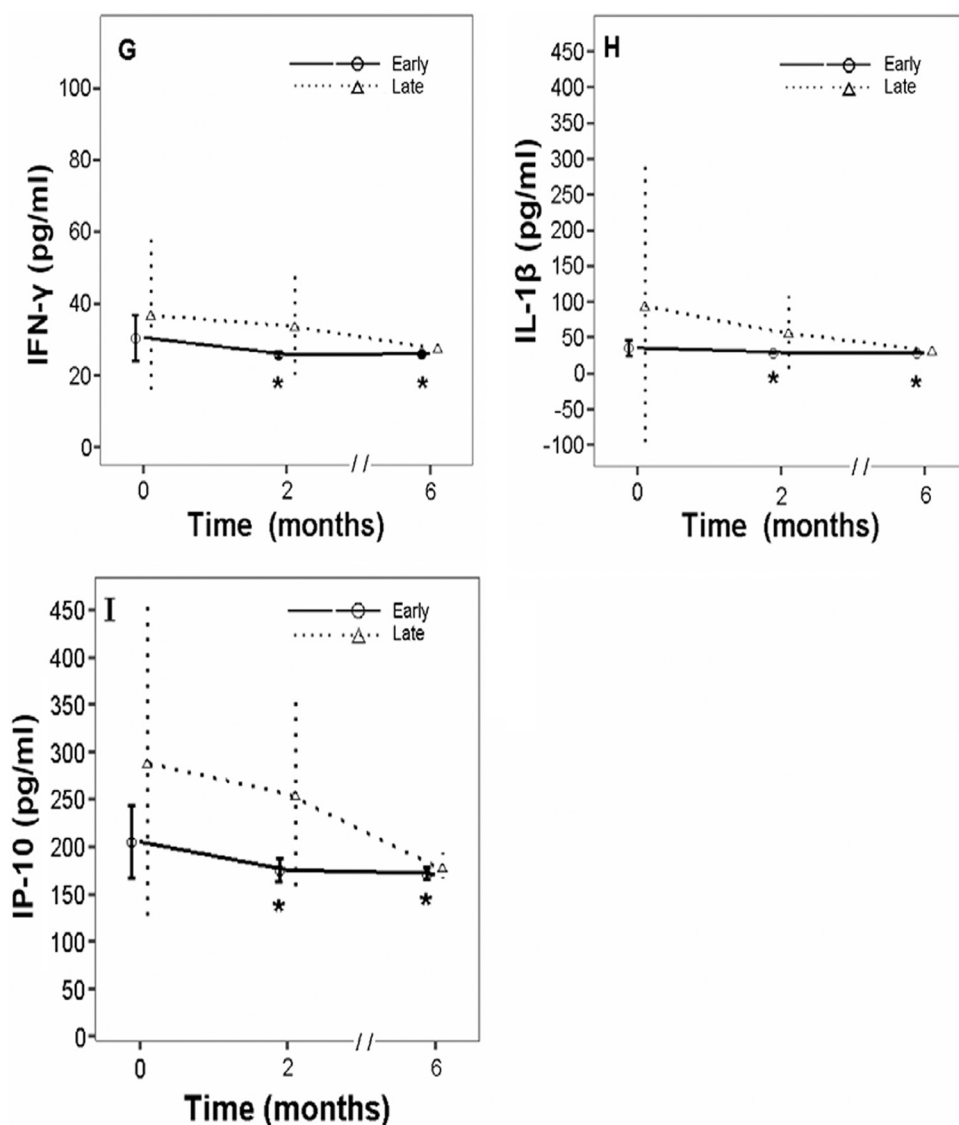 G
Early
Late
100
80
60
40
20
0
IFN-γ (pg/ml)
*
*
//
0 2 6
Time (months)
H
Early
Late
450
400
350
300
250
200
150
100
50
0
-50
-100
IL-1β (pg/ml)
*
*
//
0 2 6
Time (months)
I
Early
Late
450
400
350
300
250
200
150
100
50
0
IP-10 (pg/ml)
*
*
//
0 2 6
Time (months)